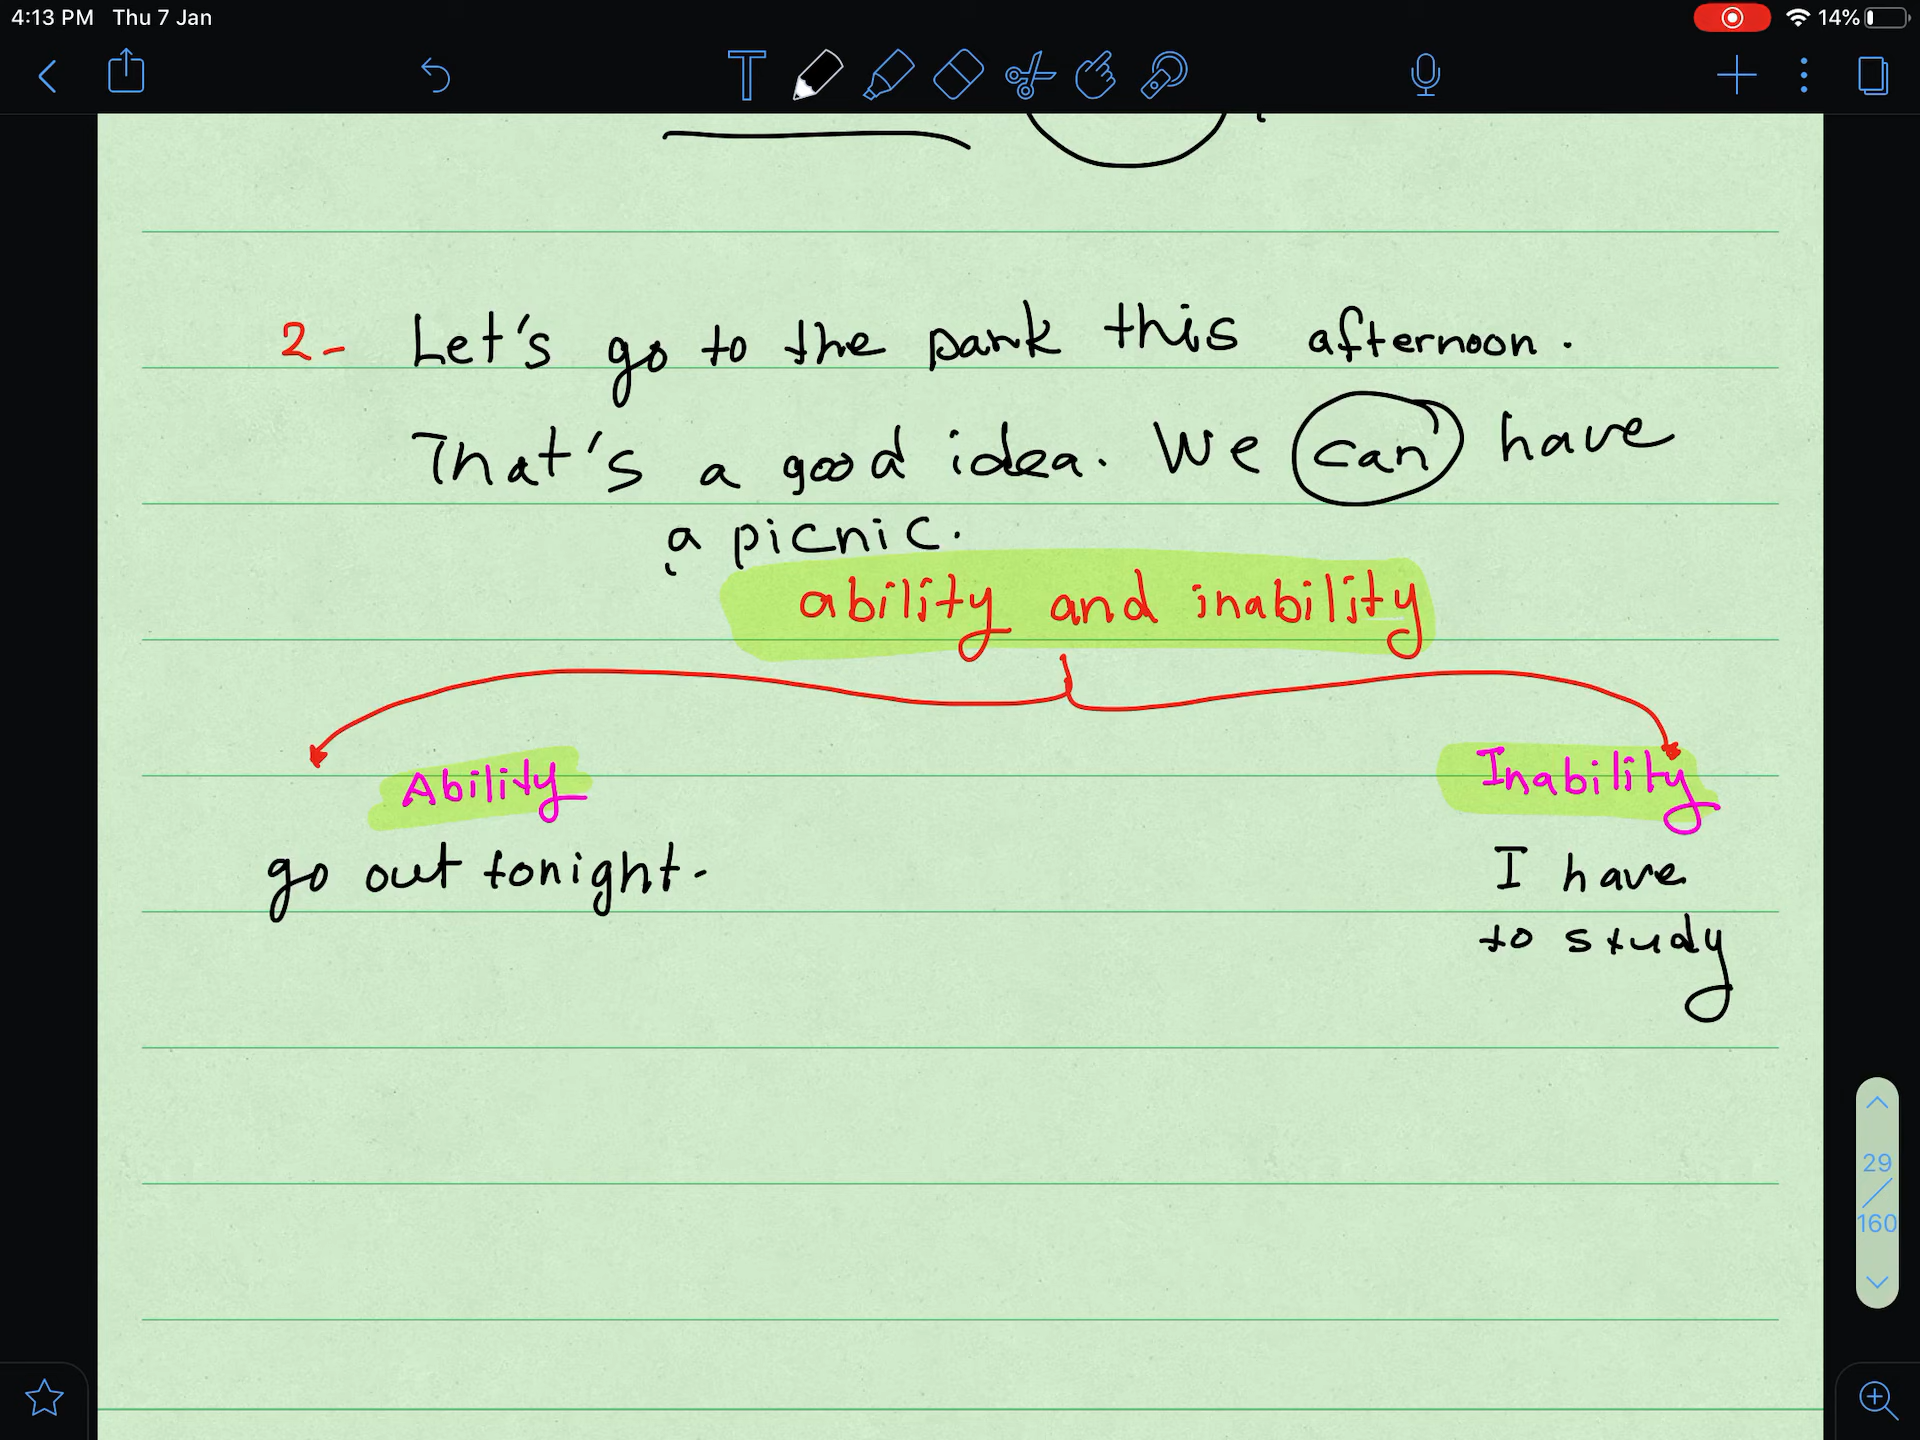 4:13 PM Thu 7 Jan
14%
2- Let's go to the park this afternoon.
That's a good idea. We can have
a picnic.
ability and inability
Ability
Inability
go out tonight.
I have
to study
29
160